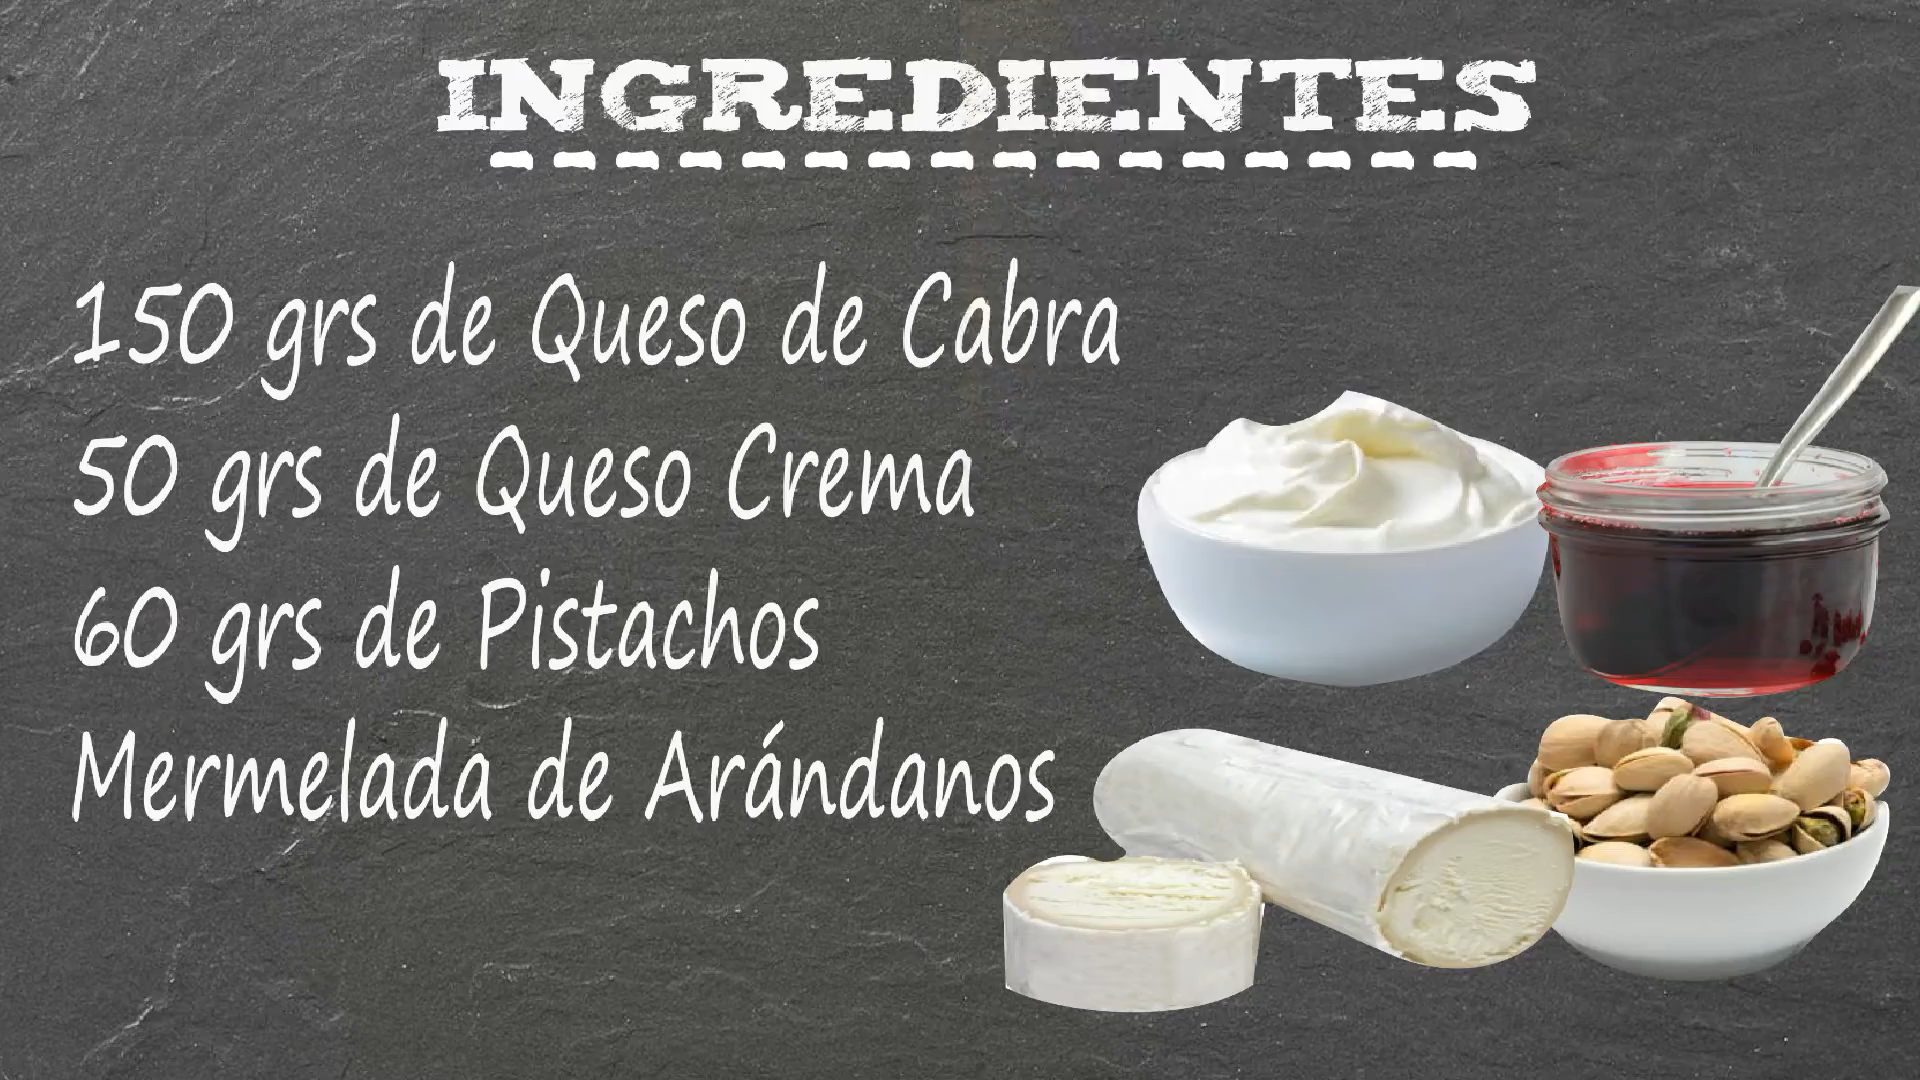 INGREDIENTES
150 grs de Queso de Cabra
50 grs de Queso Crema
60 grs de Pistachos
Mermelada de Arándanos